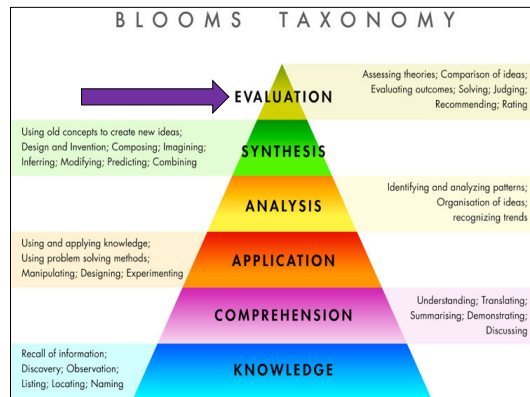 BLOOMS TAXONOMY
EVALUATION
Assessing theories; Comparison of ideas;
Evaluating outcomes; Solving; Judging;
Recommending; Rating
Using old concepts to create new ideas;
Design and Invention; Composing; Imagining;
Inferring; Modifying; Predicting; Combining
SYNTHESIS
ANALYSIS
Identifying and analyzing patterns;
Organisation of ideas;
recognizing trends
Using and applying knowledge;
Using problem solving methods;
Manipulating; Designing; Experimenting
APPLICATION
COMPREHENSION
Understanding; Translating;
Summarising; Demonstrating;
Discussing
Recall of information;
Discovery; Observation;
Listing; Locating; Naming
KNOWLEDGE